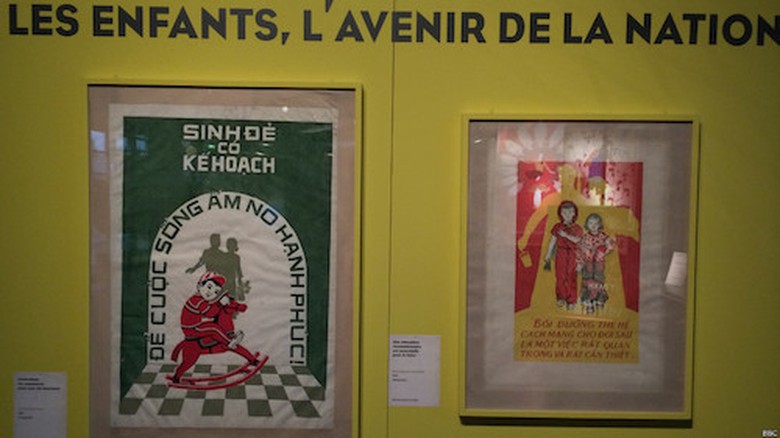 LES ENFANTS, L'AVENIR DE LA NATION
SINH ĐẺ
CÓ
KẾ HOẠCH
ĐỂ CUỘC SỐNG ẤM NO HẠNH PHÚC!
BỒI DƯỠNG THẾ HỆ
CÁCH MẠNG CHO ĐỜI SAU
LÀ MỘT VIỆC RẤT QUAN
TRỌNG VÀ RẤT CẦN THIẾT
BBC